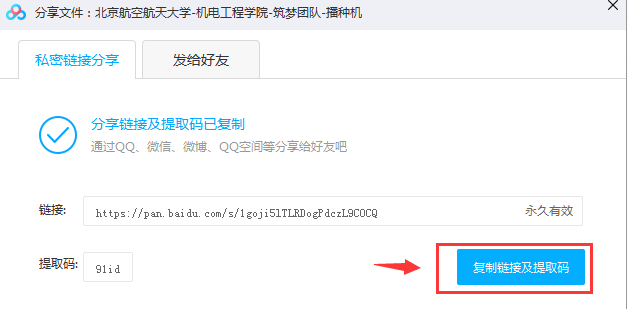 分享文件：北京航空航天大学-机电工程学院-筑梦团队-播种机
私密链接分享
发给好友
分享链接及提取码已复制
通过QQ、微信、微博、QQ空间等分享给好友吧
链接: https://pan.baidu.com/s/1goji5lTLRDogPdczL9COCQ 永久有效
提取码: 91id
复制链接及提取码